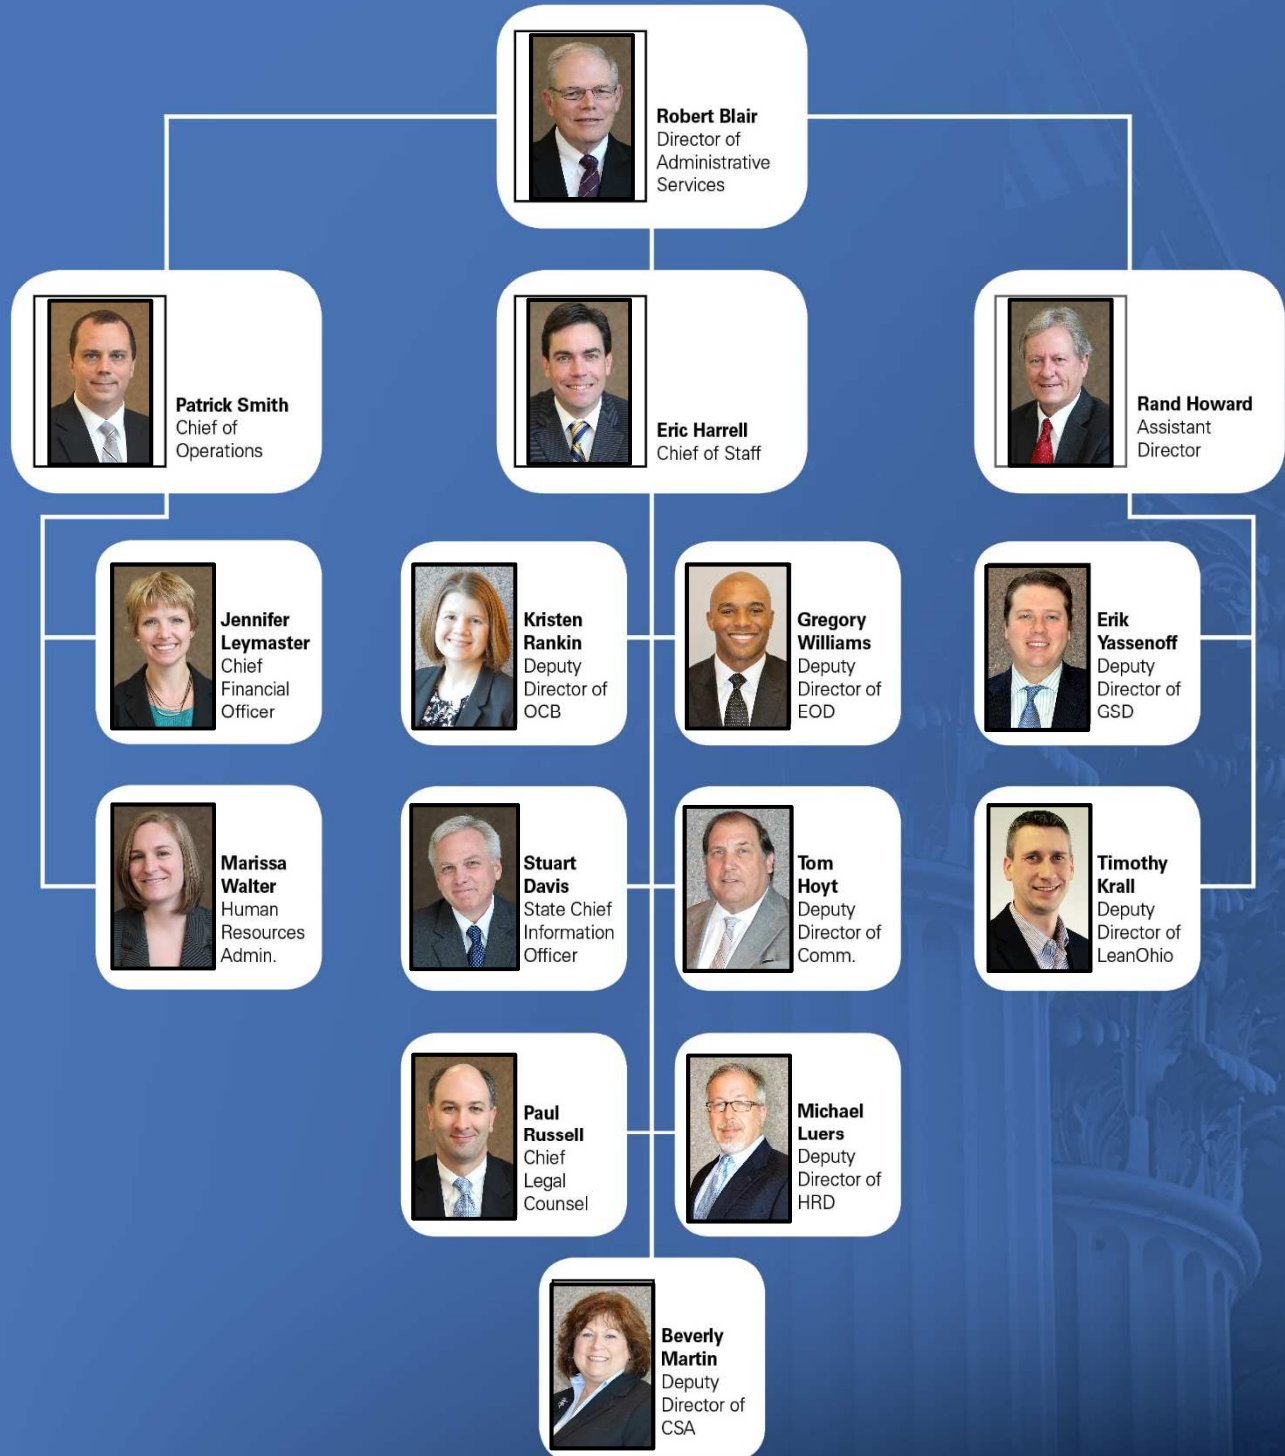 Robert Blair
Director of
Administrative
Services
Patrick Smith
Chief of
Operations
Eric Harrell
Chief of Staff
Rand Howard
Assistant
Director
Jennifer
Leymaster
Chief
Financial
Officer
Kristen
Rankin
Deputy
Director of
OCB
Gregory
Williams
Deputy
Director of
EOD
Erik
Yassenoff
Deputy
Director of
GSD
Marissa
Walter
Human
Resources
Admin.
Stuart
Davis
State Chief
Information
Officer
Tom
Hoyt
Deputy
Director of
Comm.
Timothy
Krall
Deputy
Director of
LeanOhio
Paul
Russell
Chief
Legal
Counsel
Michael
Luers
Deputy
Director of
HRD
Beverly
Martin
Deputy
Director of
CSA